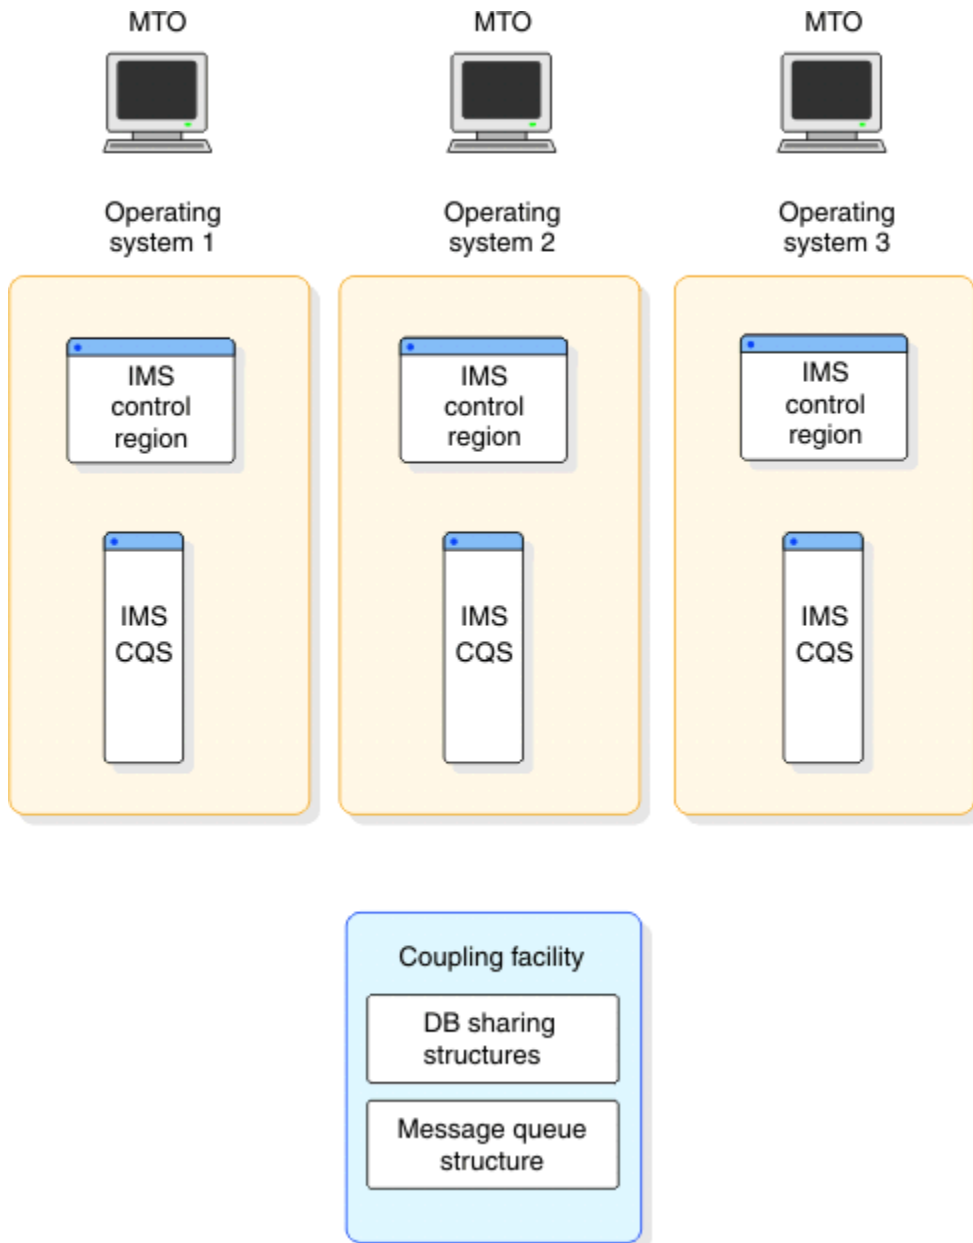 MTO
MTO
MTO
Operating
system 1
Operating
system 2
Operating
system 3
IMS
control
region
IMS
control
region
IMS
control
region
IMS
CQS
IMS
CQS
IMS
CQS
Coupling facility
DB sharing
structures
Message queue
structure